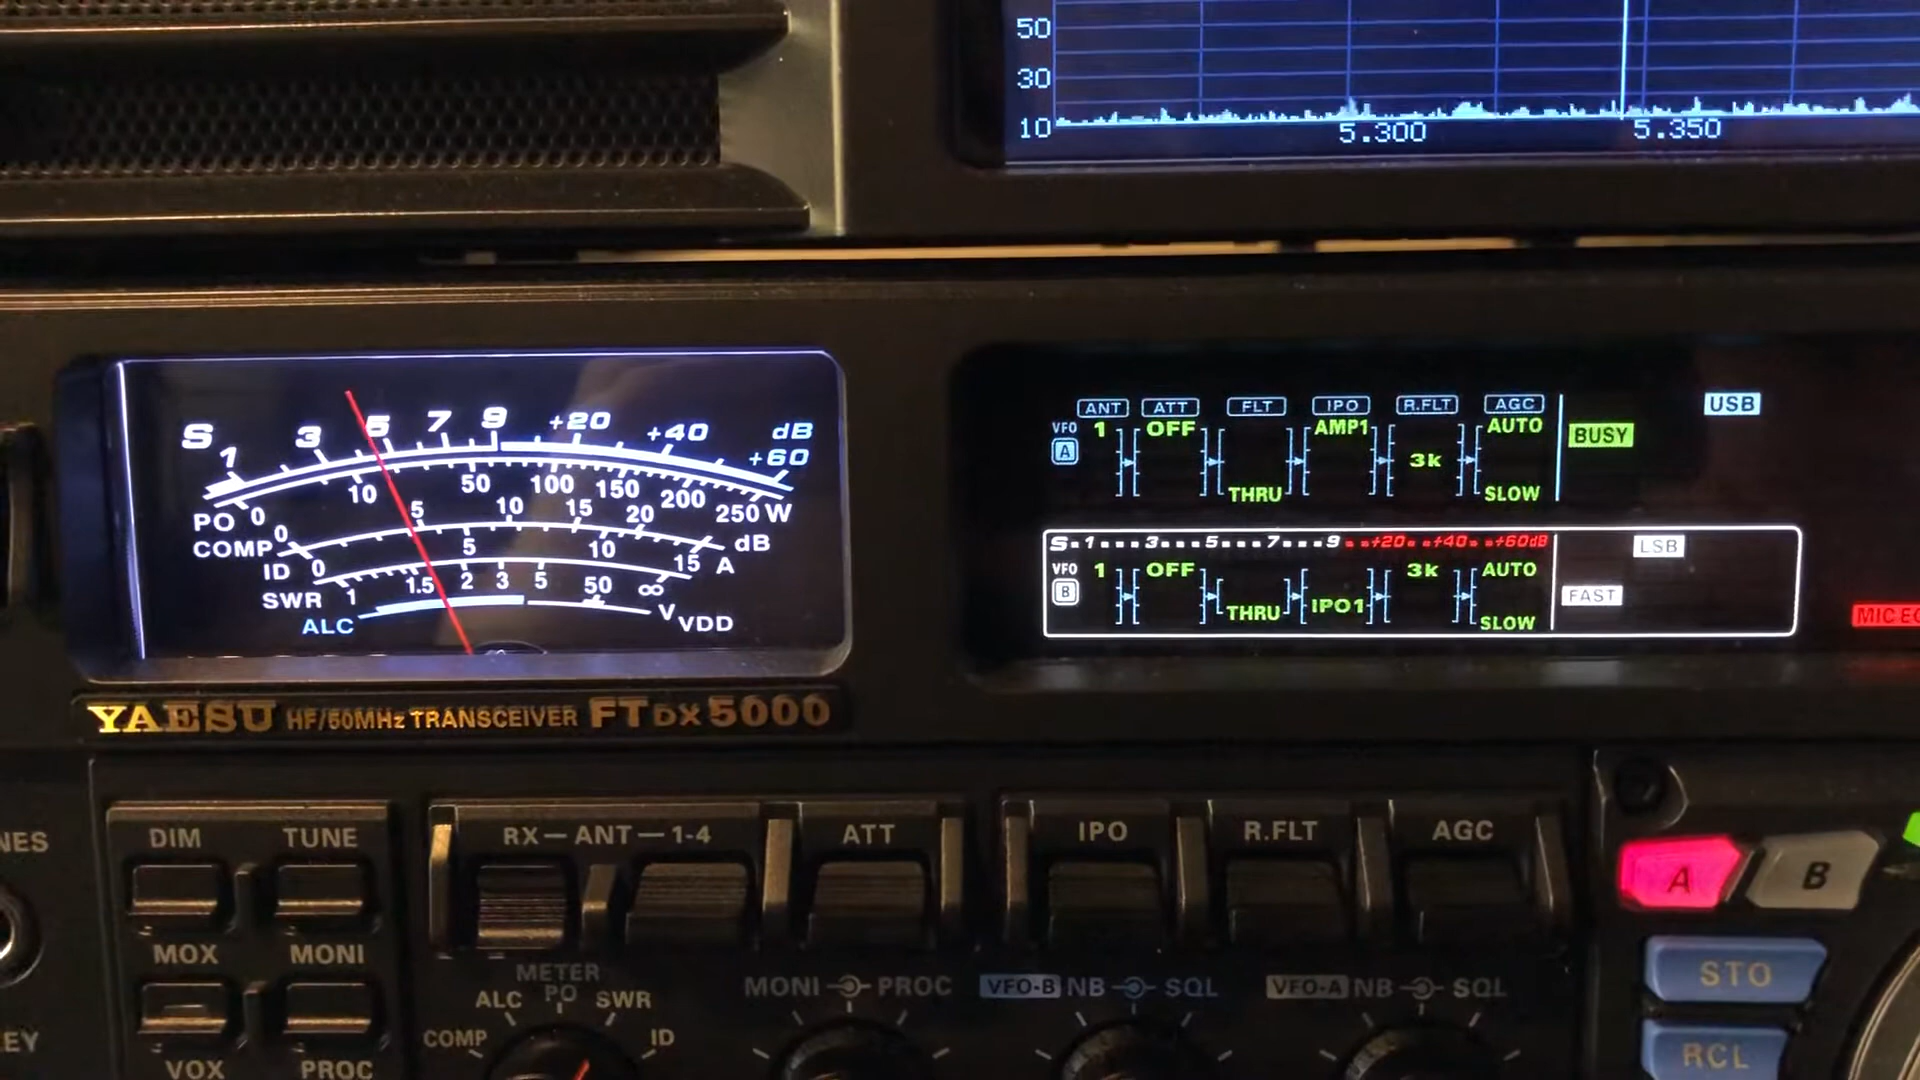 50
30
10
5.300 5.350
S 1 3 5 7 9 +20 +40 +60 dB
PO 0 10 50 100 150 200 250 W
COMP 0 5 10 15 20 dB
ID 0 5 10 15 A
SWR 1 1.5 2 3 5 50 ∞
ALC V VDD
ANT ATT FLT IPO R.FLT AGC USB
VFO A 1 OFF THRU AMP1 3k AUTO SLOW BUSY
S 1 3 5 7 9 +20 +40 +60dB LSB
VFO B 1 OFF THRU IPO1 3k AUTO SLOW FAST
MIC EQ
YAESU HF/50MHz TRANSCEIVER FTDX5000
DIM TUNE RX-ANT-1-4 ATT IPO R.FLT AGC
A B
MOX MONI
METER
ALC PO SWR
COMP ID
MONI PROC VFO-B NB SQL VFO-A NB SQL
STO
VOX PROC
RCL